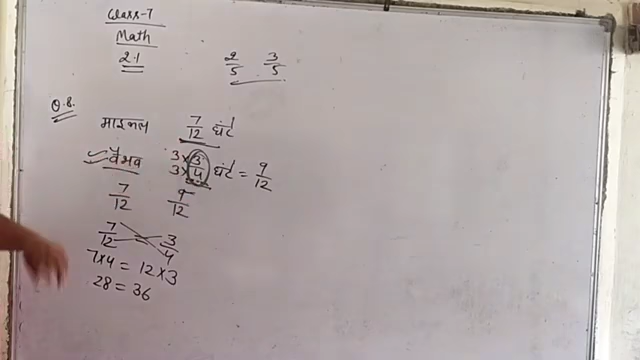 Class-7
Math
2.1
2/5 3/5
Q.8.
माइकल 7/12 घंटे
✓वैभव 3×3/3×4 घंटे = 9/12
7/12 9/12
7/12 = 3/4
7×4 = 12×3
28 = 36